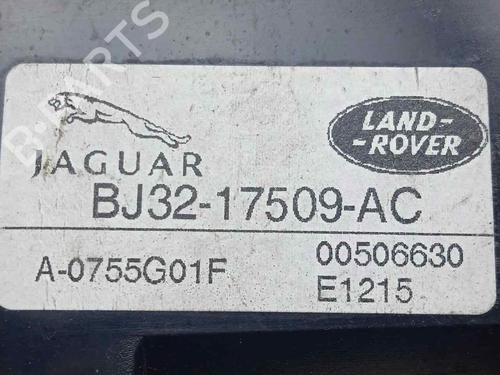 B-PARTS
JAGUAR
LAND-
-ROVER
BJ32-17509-AC
A-0755G01F
00506630
E1215